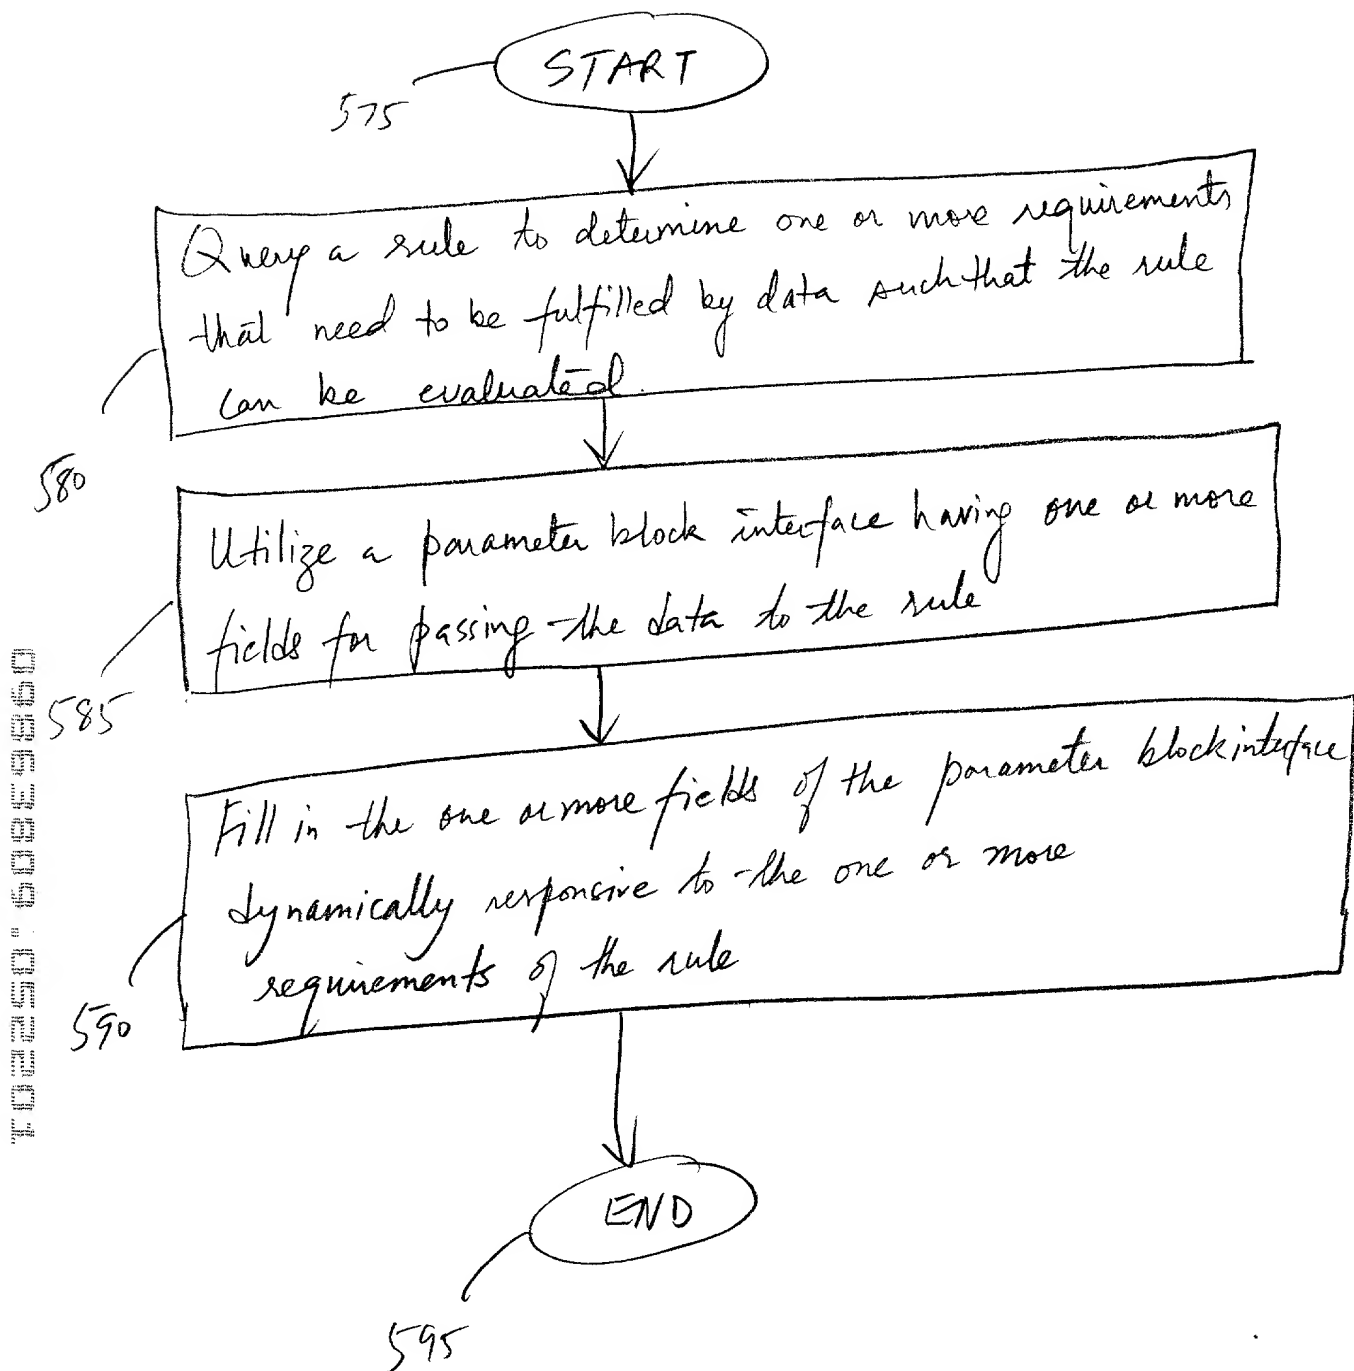 START
575
Query a rule to determine one or more requirements
that need to be fulfilled by data such that the rule
can be evaluated.
580
Utilize a parameter block interface having one or more
fields for passing the data to the rule
585
Fill in the one or more fields of the parameter block interface
dynamically responsive to the one or more
requirements of the rule
590
END
595
09863809.052201